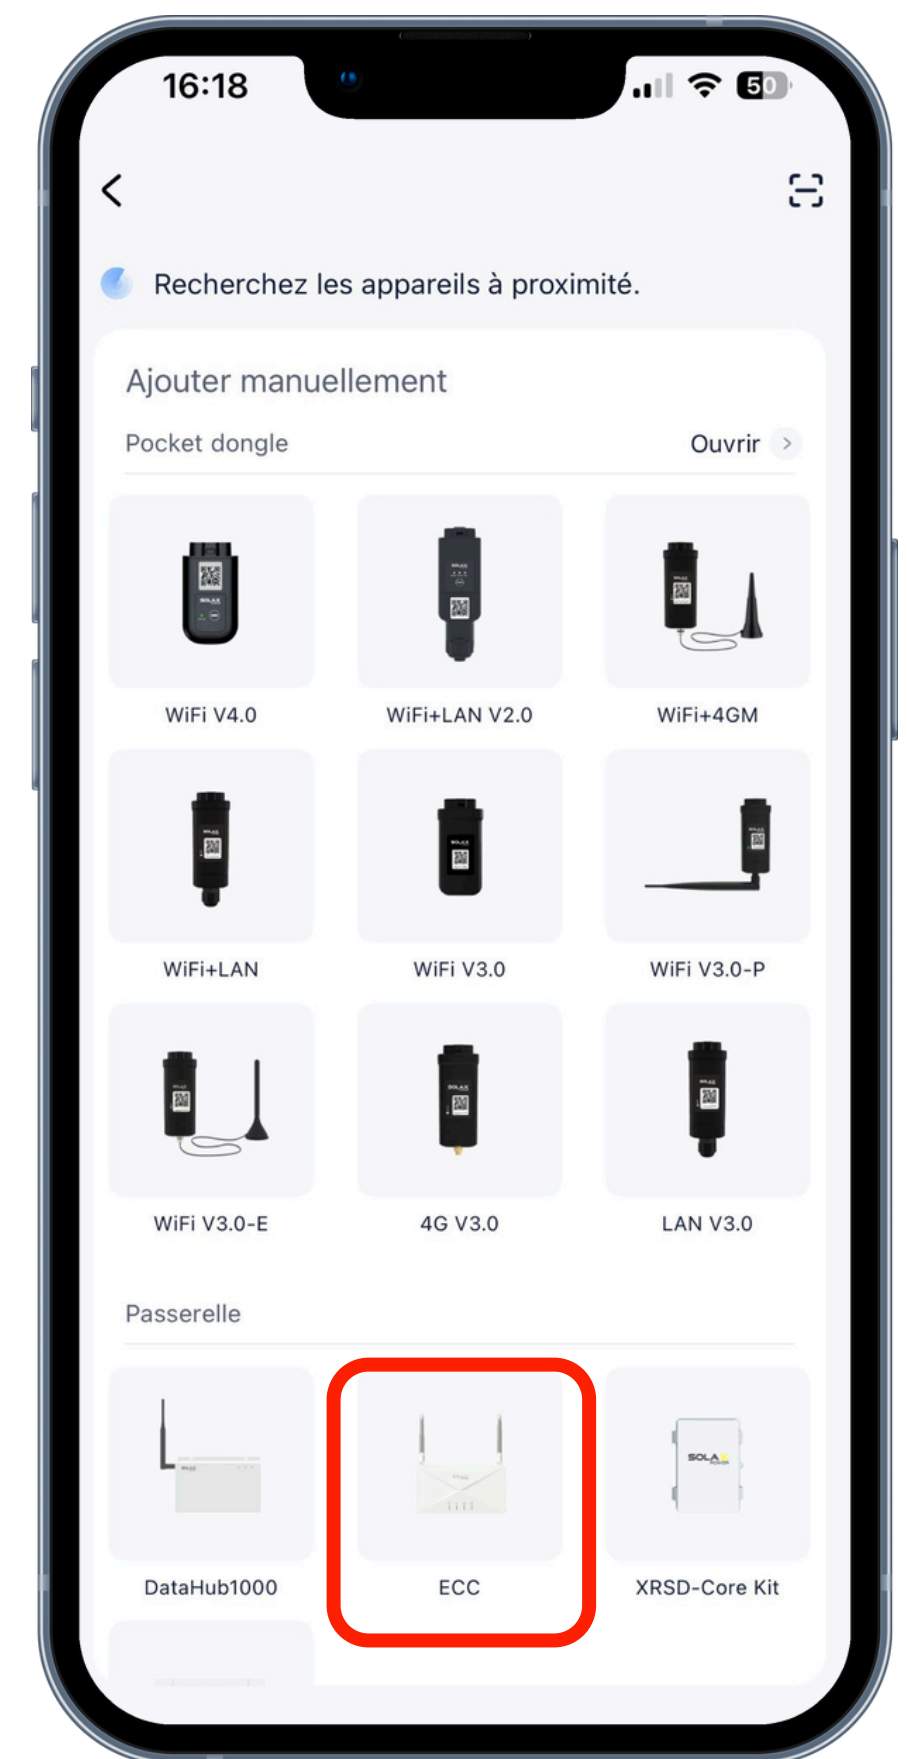 16:18
50
Recherchez les appareils à proximité.
Ajouter manuellement
Pocket dongle
Ouvrir
WiFi V4.0
WiFi+LAN V2.0
WiFi+4GM
WiFi+LAN
WiFi V3.0
WiFi V3.0-P
WiFi V3.0-E
4G V3.0
LAN V3.0
Passerelle
SOLAX
POWER
DataHub1000
ECC
XRSD-Core Kit